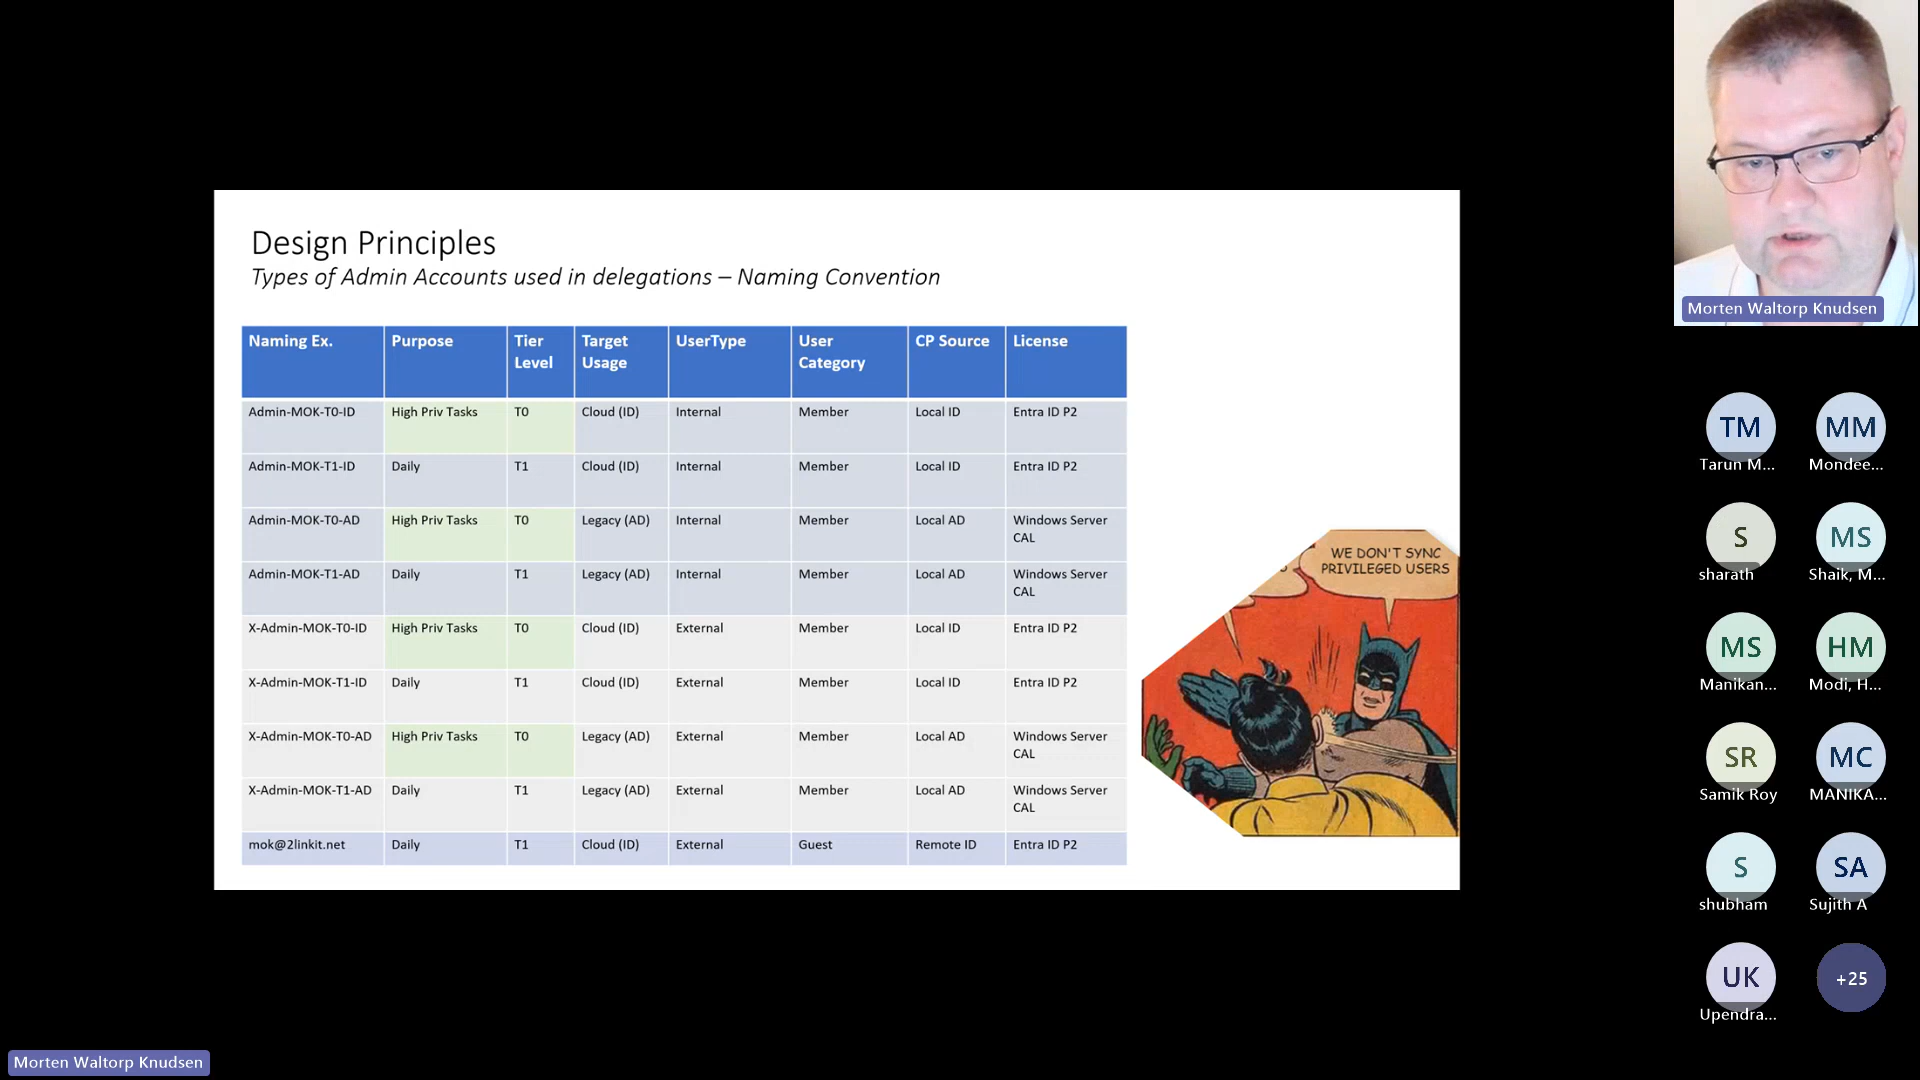 Design Principles
Types of Admin Accounts used in delegations – Naming Convention
Naming Ex. Purpose Tier Level Target Usage UserType User Category CP Source License
Admin-MOK-T0-ID High Priv Tasks T0 Cloud (ID) Internal Member Local ID Entra ID P2
Admin-MOK-T1-ID Daily T1 Cloud (ID) Internal Member Local ID Entra ID P2
Admin-MOK-T0-AD High Priv Tasks T0 Legacy (AD) Internal Member Local AD Windows Server CAL
Admin-MOK-T1-AD Daily T1 Legacy (AD) Internal Member Local AD Windows Server CAL
X-Admin-MOK-T0-ID High Priv Tasks T0 Cloud (ID) External Member Local ID Entra ID P2
X-Admin-MOK-T1-ID Daily T1 Cloud (ID) External Member Local ID Entra ID P2
X-Admin-MOK-T0-AD High Priv Tasks T0 Legacy (AD) External Member Local AD Windows Server CAL
X-Admin-MOK-T1-AD Daily T1 Legacy (AD) External Member Local AD Windows Server CAL
mok@2linkit.net Daily T1 Cloud (ID) External Guest Remote ID Entra ID P2
WE DON'T SYNC
PRIVILEGED USERS
Morten Waltorp Knudsen
TM MM
Tarun M... Mondee...
S MS
sharath Shaik, M...
MS HM
Manikan... Modi, H...
SR MC
Samik Roy MANIKA...
S SA
shubham Sujith A
UK +25
Upendra...
Morten Waltorp Knudsen